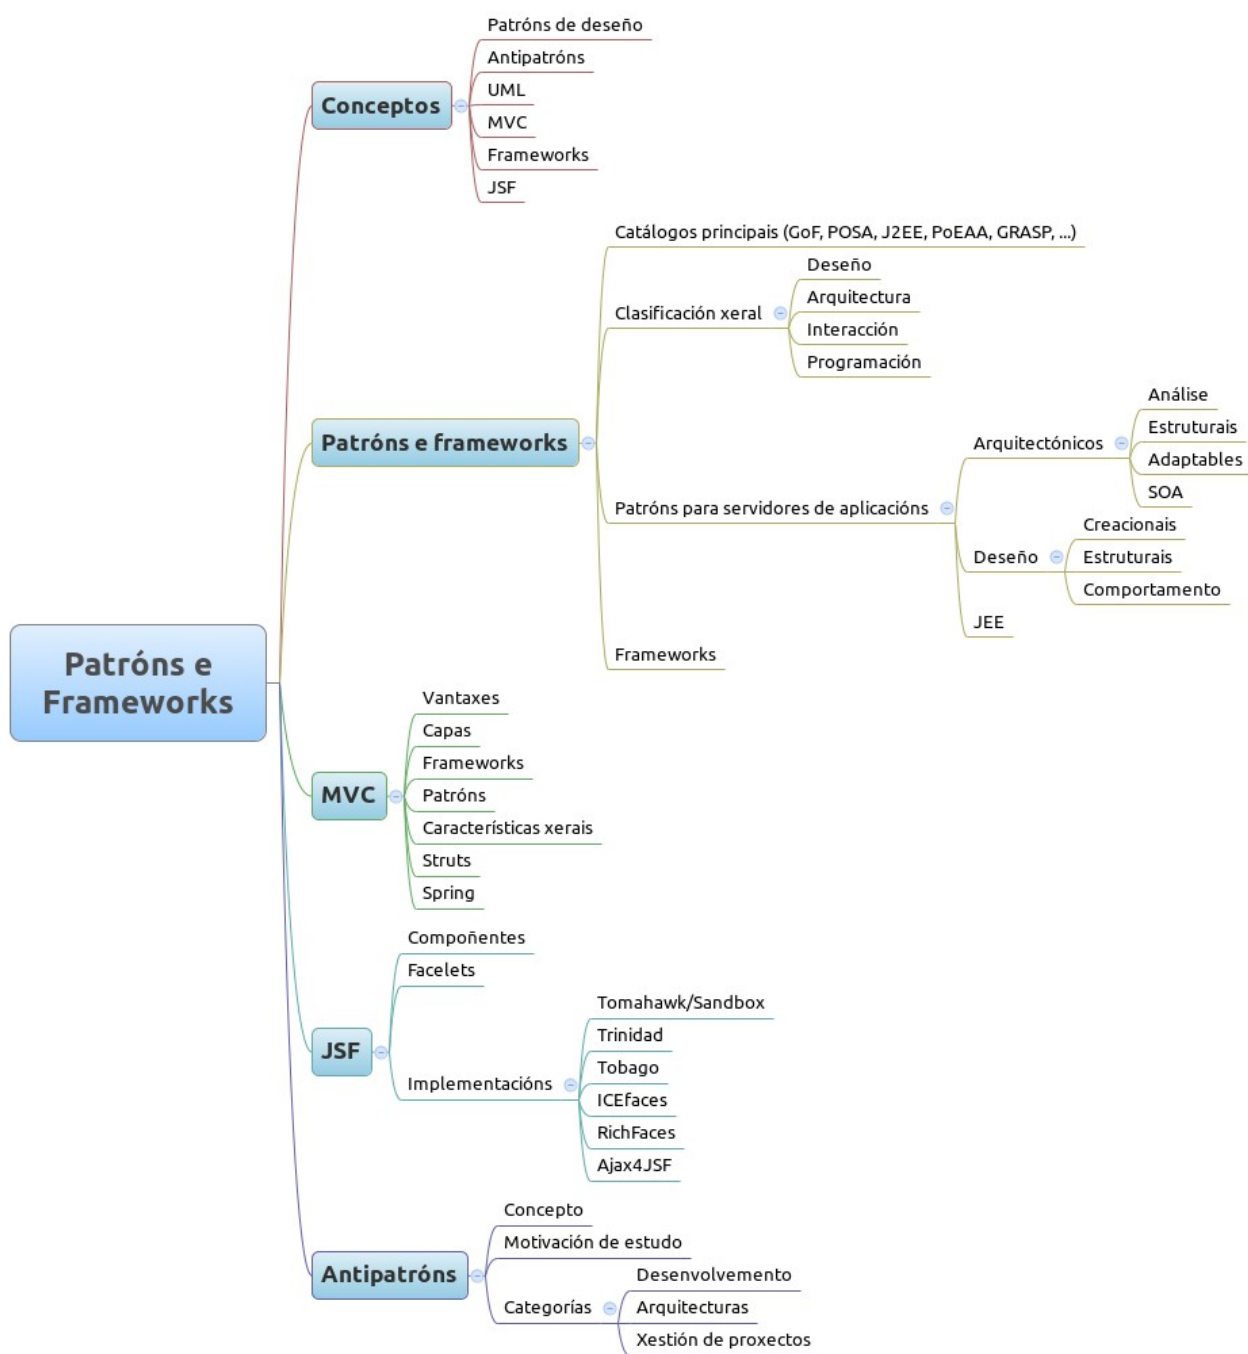 Patróns e
Frameworks
Conceptos
Patróns de deseño
Antipatróns
UML
MVC
Frameworks
JSF
Patróns e frameworks
Catálogos principais (GoF, POSA, J2EE, PoEAA, GRASP, ...)
Clasificación xeral
Deseño
Arquitectura
Interacción
Programación
Patróns para servidores de aplicacións
Arquitectónicos
Análise
Estruturais
Adaptables
SOA
Deseño
Creacionais
Estruturais
Comportamento
JEE
Frameworks
MVC
Vantaxes
Capas
Frameworks
Patróns
Características xerais
Struts
Spring
JSF
Compoñentes
Facelets
Implementacións
Tomahawk/Sandbox
Trinidad
Tobago
ICEfaces
RichFaces
Ajax4JSF
Antipatróns
Concepto
Motivación de estudo
Categorías
Desenvolvemento
Arquitecturas
Xestión de proxectos